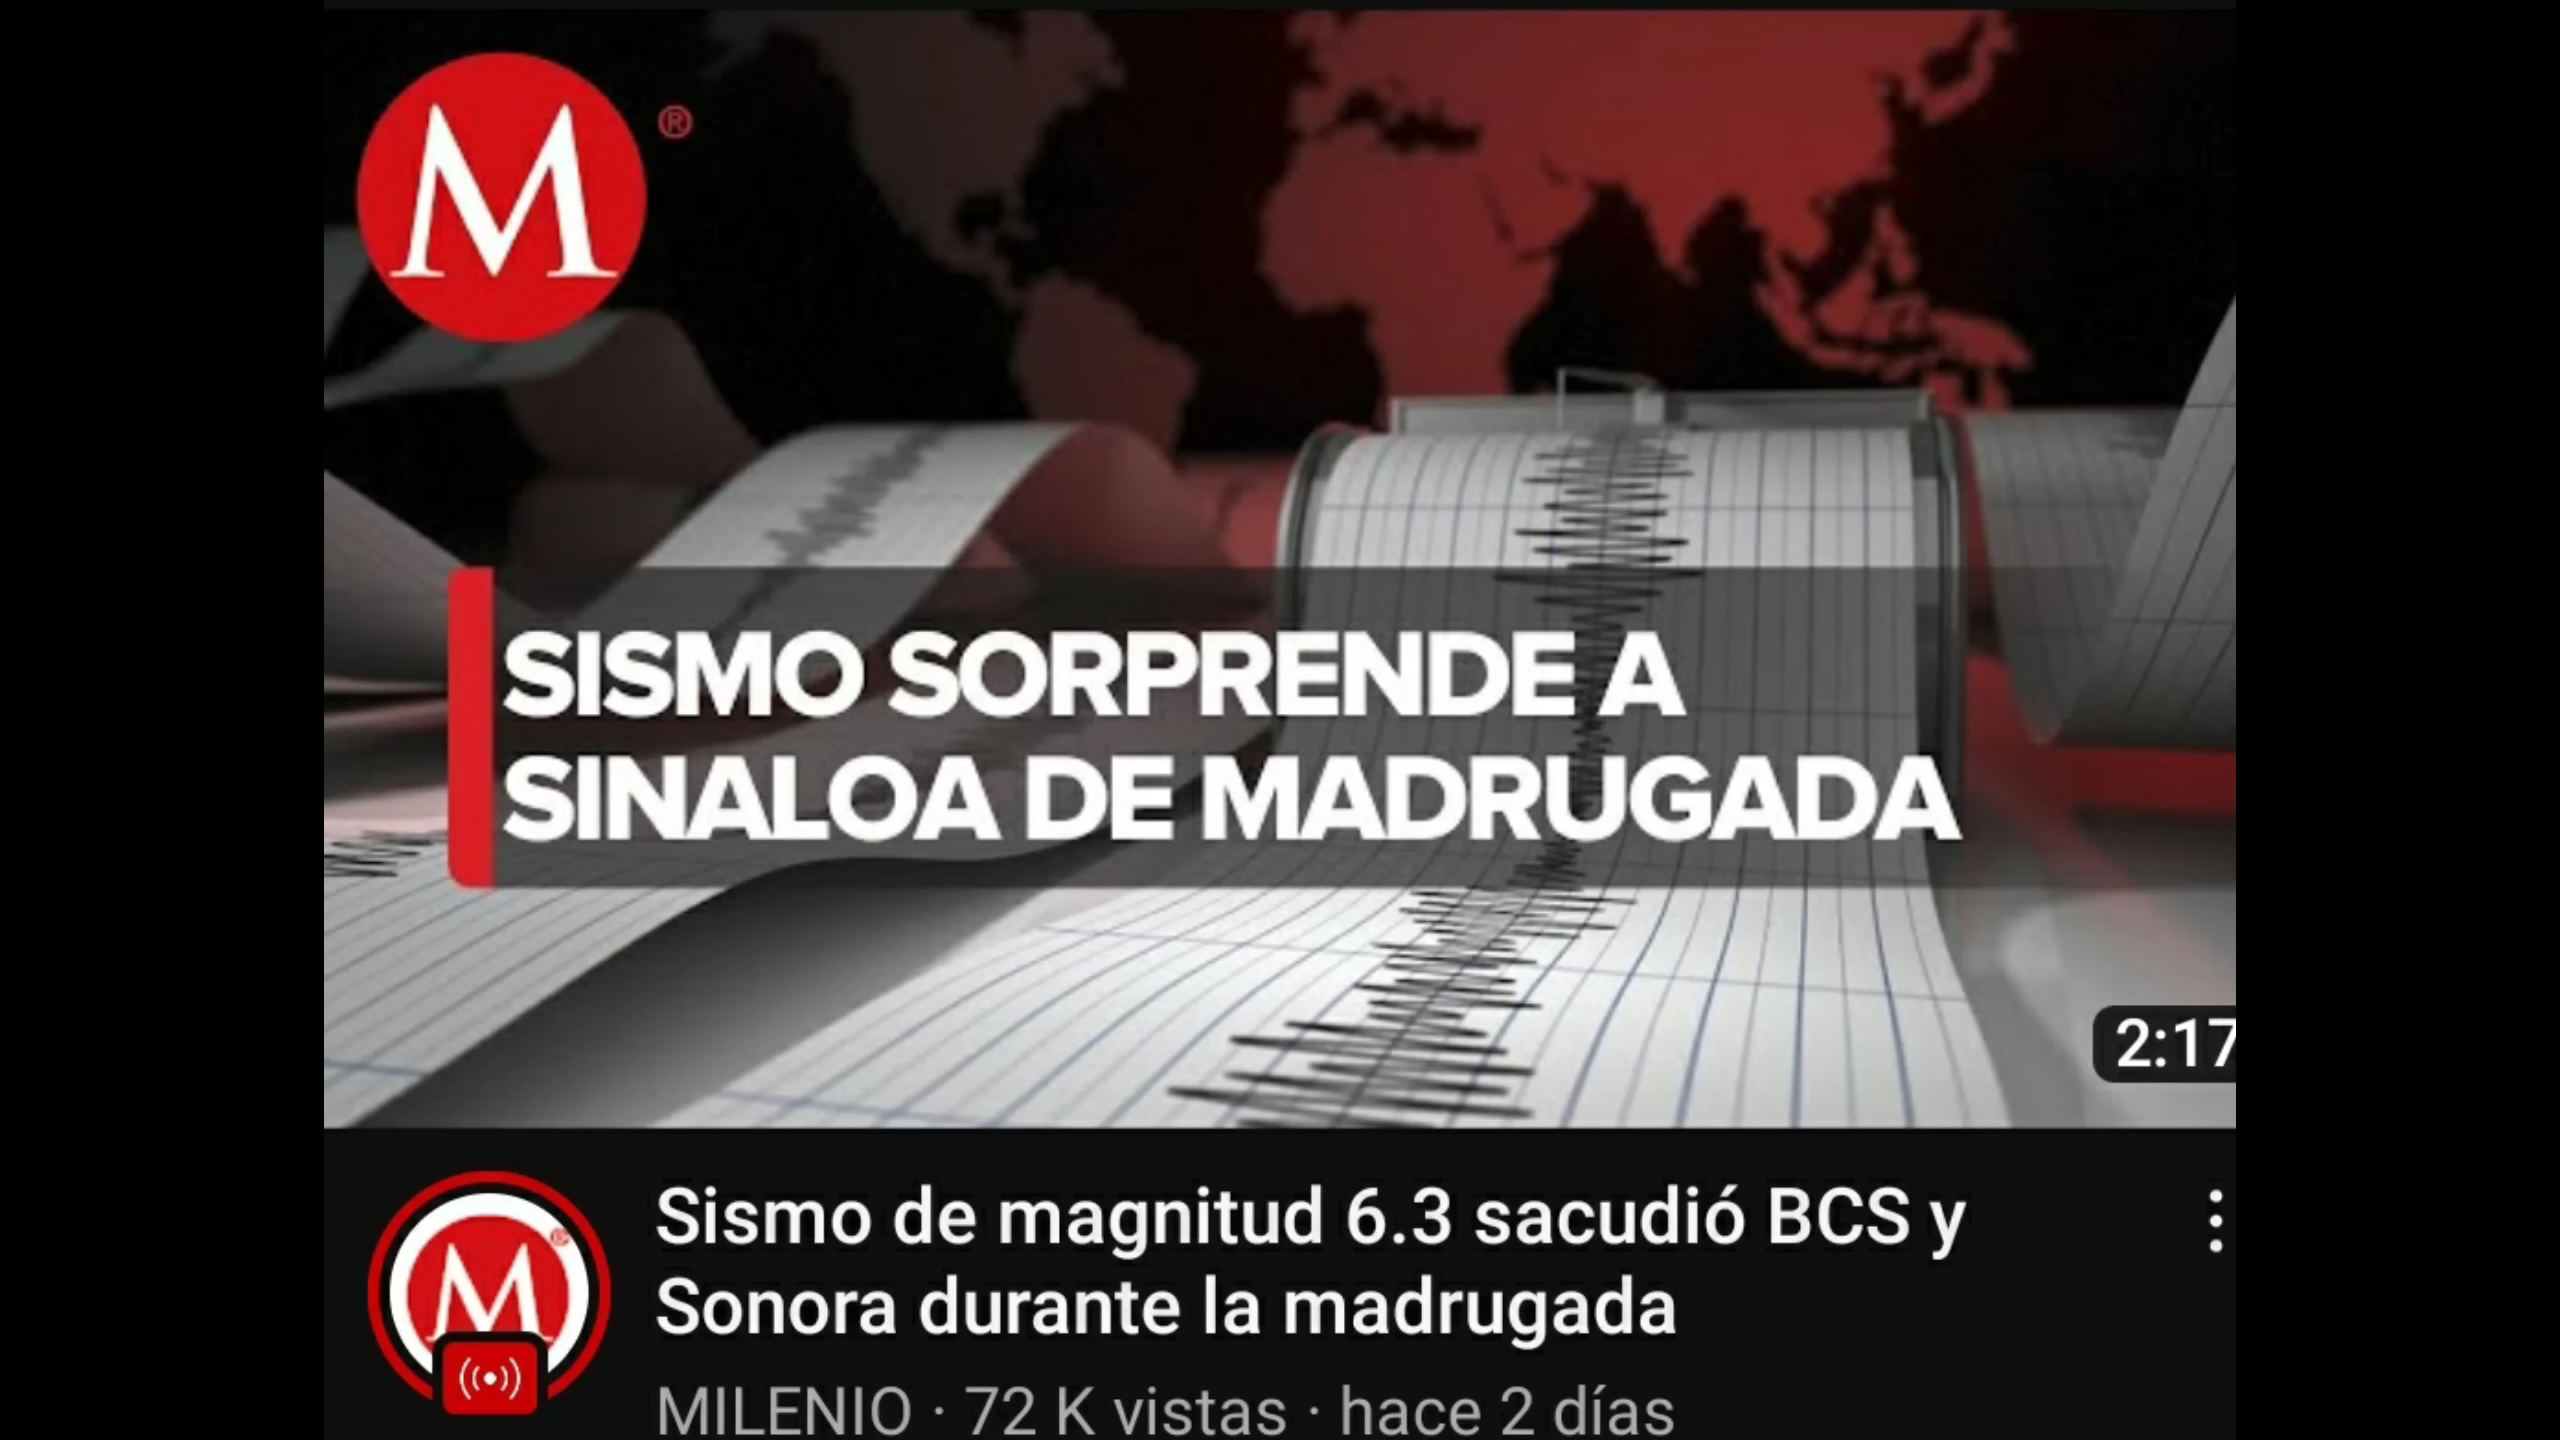 M ®
SISMO SORPRENDE A
SINALOA DE MADRUGADA
2:17
M ®
Sismo de magnitud 6.3 sacudió BCS y
Sonora durante la madrugada
MILENIO · 72 K vistas · hace 2 días